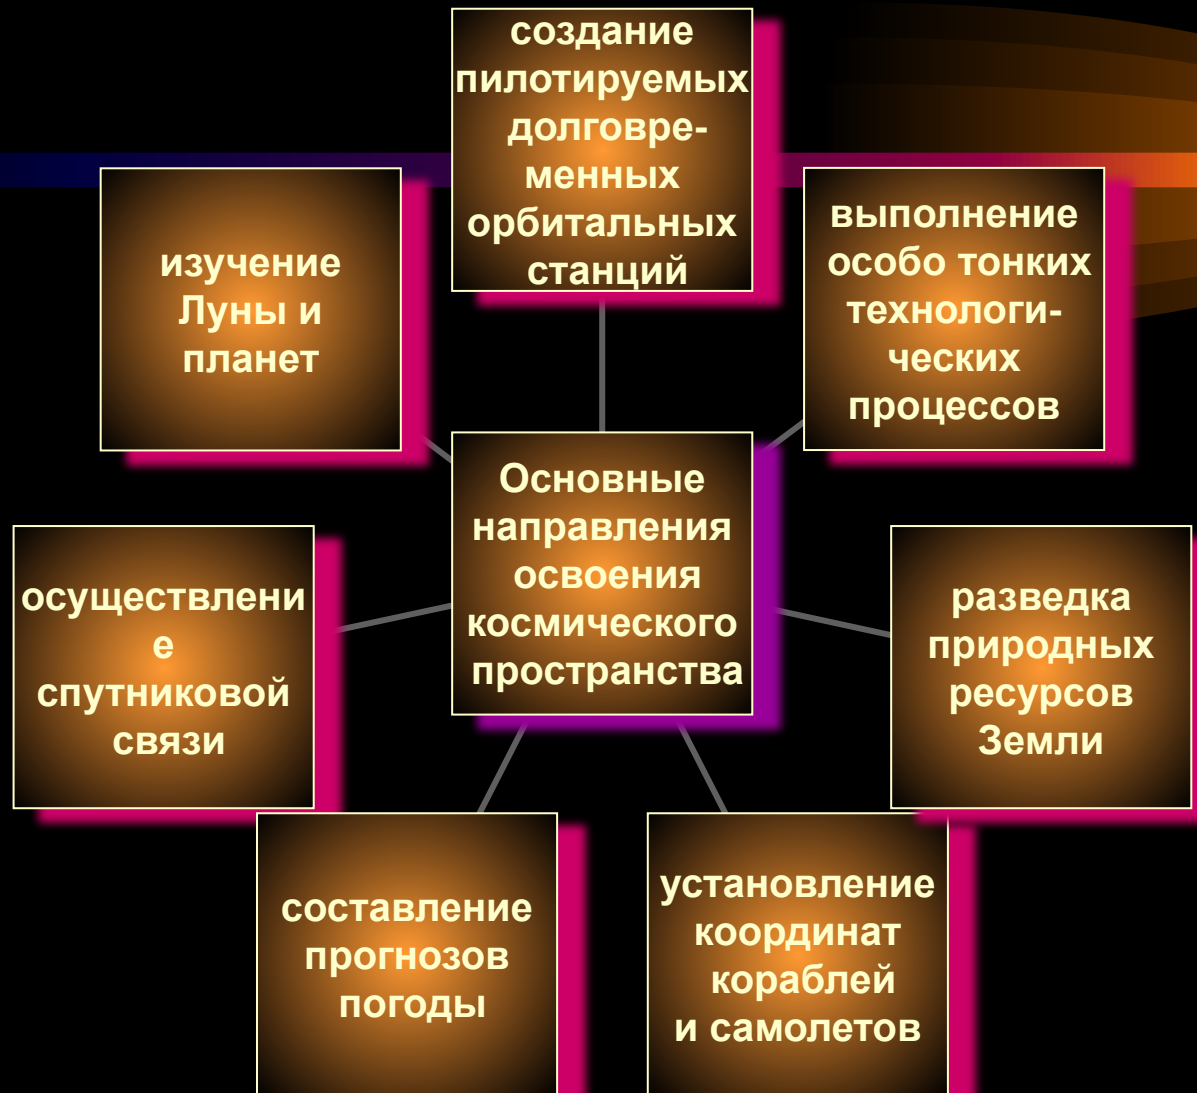 создание
пилотируемых
долговре-
менных
орбитальных
станций
изучение
Луны и
планет
выполнение
особо тонких
технологи-
ческих
процессов
Основные
направления
освоения
космического
пространства
осуществлени
е
спутниковой
связи
разведка
природных
ресурсов
Земли
составление
прогнозов
погоды
установление
координат
кораблей
и самолетов